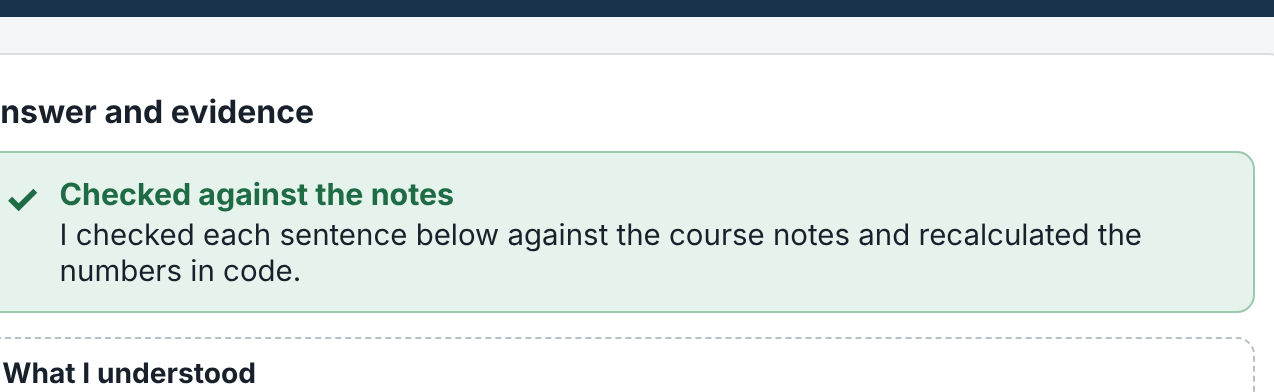 nswer and evidence
Checked against the notes
I checked each sentence below against the course notes and recalculated the
numbers in code.
What I understood